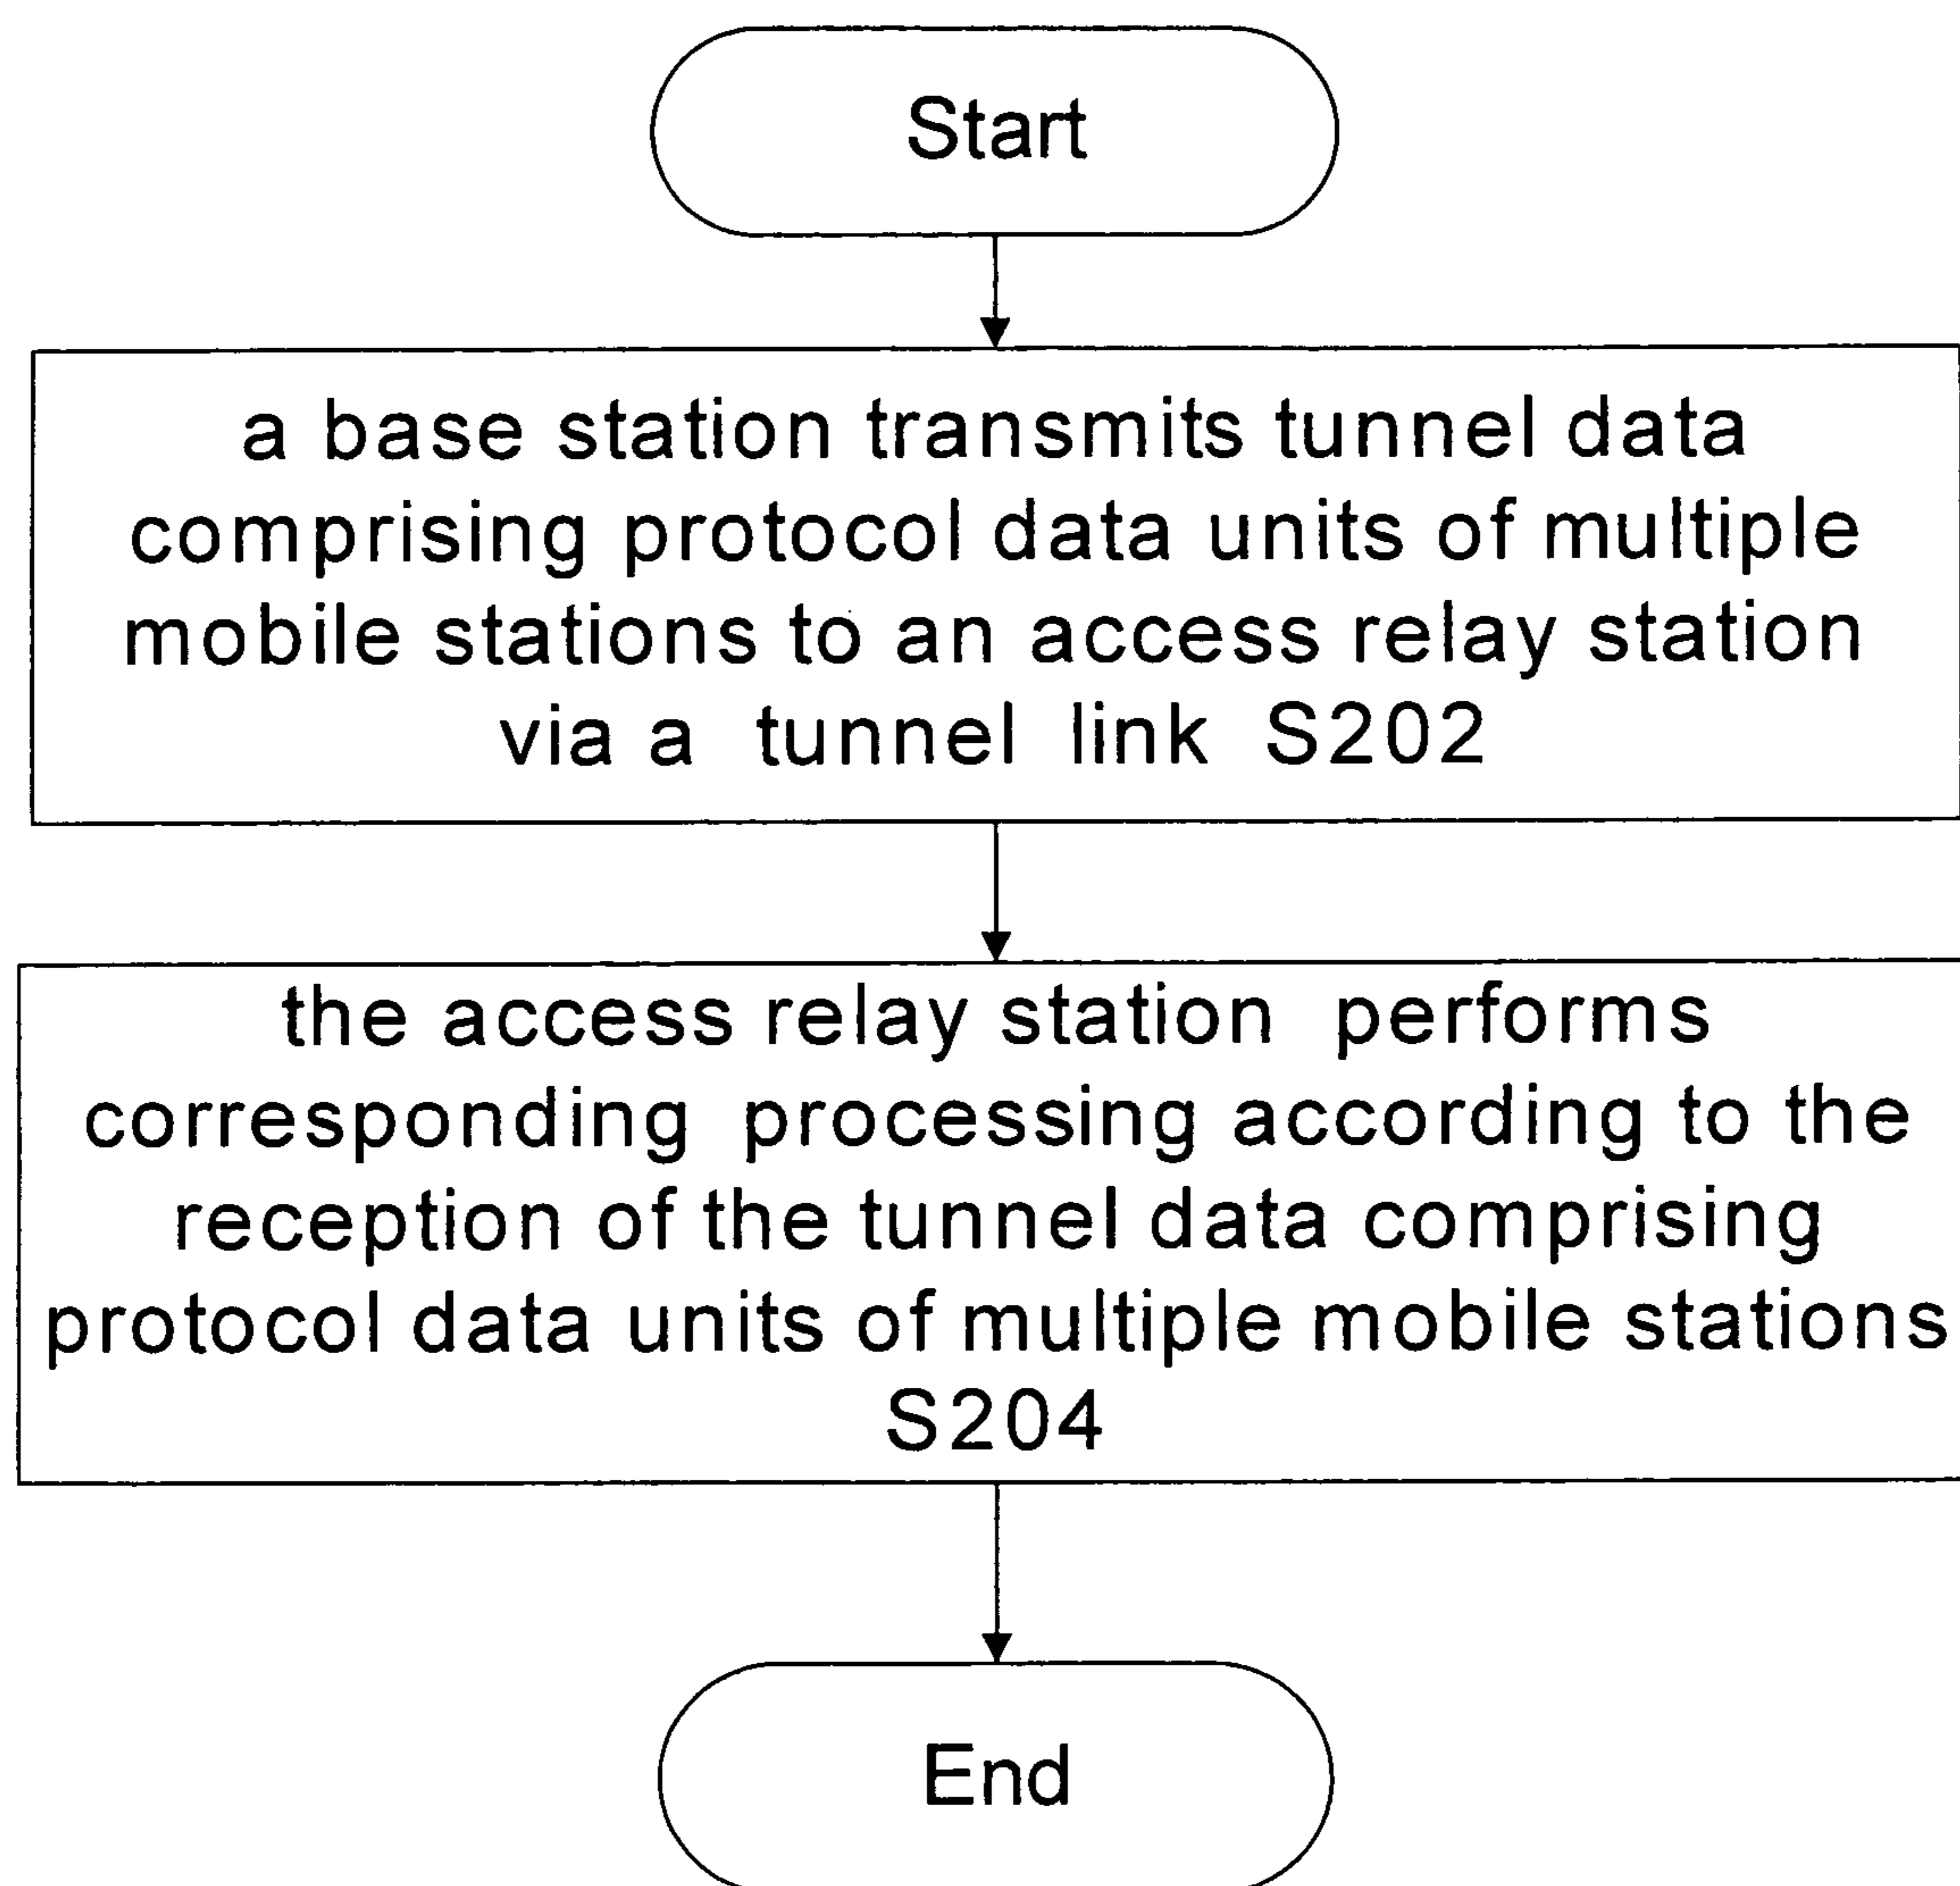 Start
a base station transmits tunnel data
comprising protocol data units of multiple
mobile stations to an access relay station
via a tunnel link S202
the access relay station performs
corresponding processing according to the
reception of the tunnel data comprising
protocol data units of multiple mobile stations
S204
End